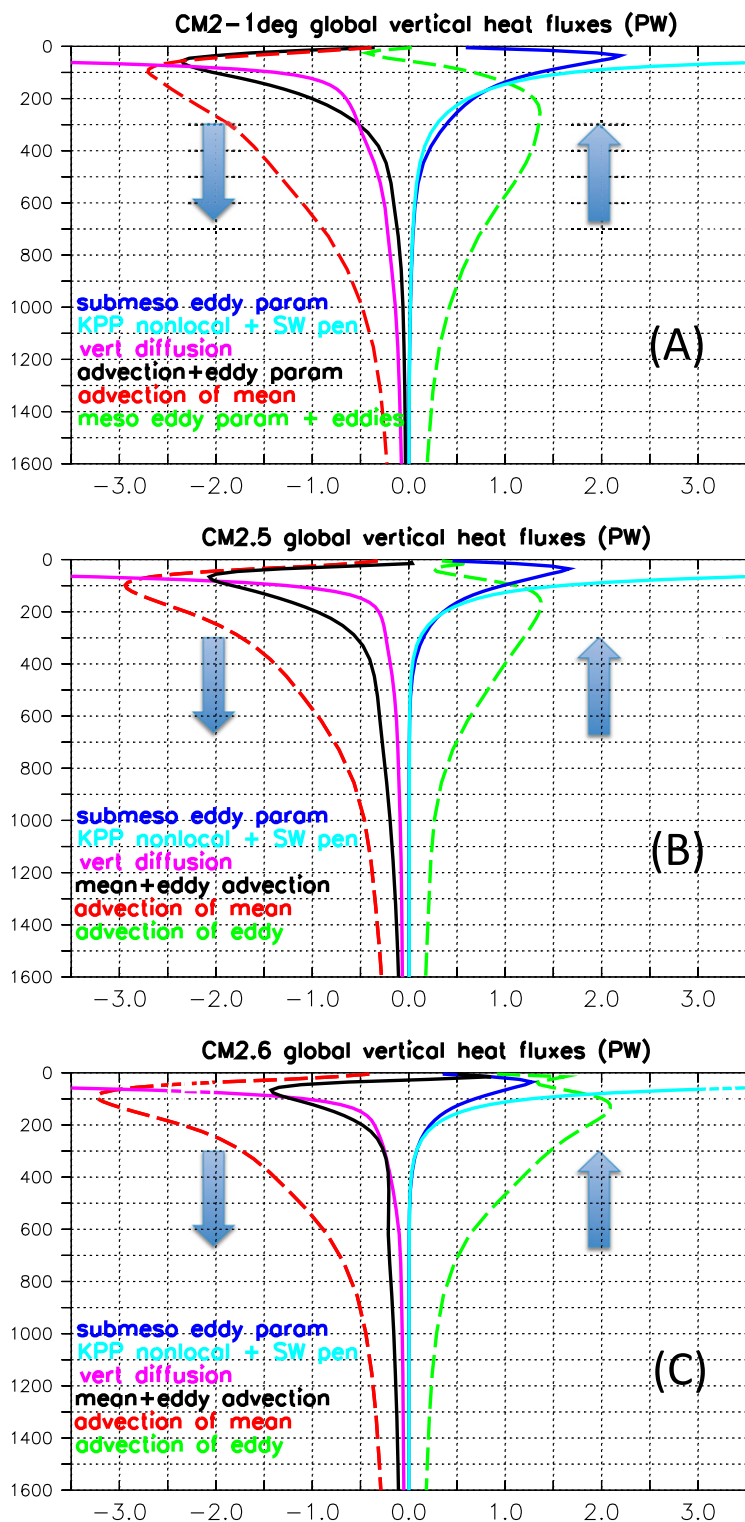 CM2-1deg global vertical heat fluxes (PW)
0
200
400
600
800
1000
1200
1400
1600
submeso eddy param
KPP nonlocal + SW pen
vert diffusion
advection+eddy param
advection of mean
meso eddy param + eddies
(A)
-3.0 -2.0 -1.0 0.0 1.0 2.0 3.0
CM2.5 global vertical heat fluxes (PW)
0
200
400
600
800
1000
1200
1400
1600
submeso eddy param
KPP nonlocal + SW pen
vert diffusion
mean+eddy advection
advection of mean
advection of eddy
(B)
-3.0 -2.0 -1.0 0.0 1.0 2.0 3.0
CM2.6 global vertical heat fluxes (PW)
0
200
400
600
800
1000
1200
1400
1600
submeso eddy param
KPP nonlocal + SW pen
vert diffusion
mean+eddy advection
advection of mean
advection of eddy
(C)
-3.0 -2.0 -1.0 0.0 1.0 2.0 3.0